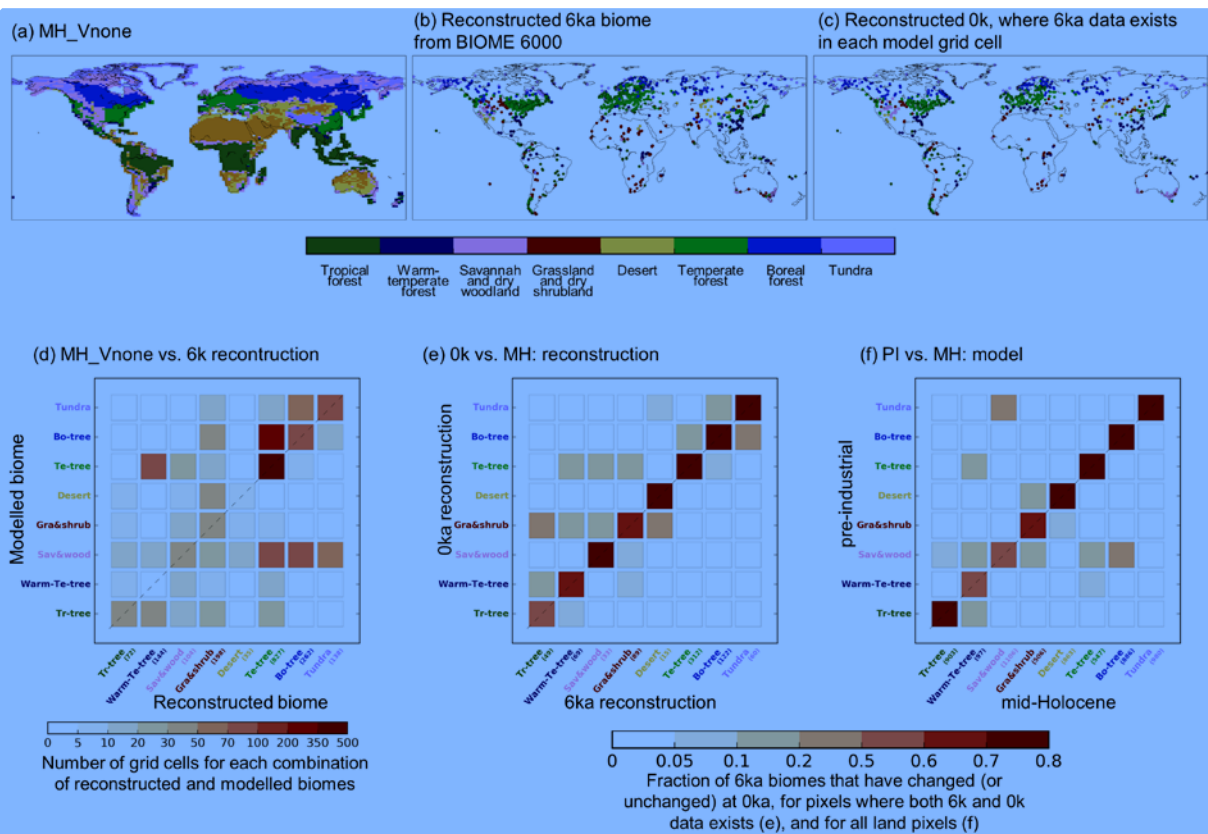 (a) MH_Vnone
(b) Reconstructed 6ka biome
from BIOME 6000
(c) Reconstructed 0k, where 6ka data exists
in each model grid cell
Tropical
forest
Warm-
temperate
forest
Savannah
and dry
woodland
Grassland
and dry
shrubland
Desert
Temperate
forest
Boreal
forest
Tundra
(d) MH_Vnone vs. 6k recontruction
Modelled biome
Tundra
Bo-tree
Te-tree
Desert
Gra&shrub
Sav&wood
Warm-Te-tree
Tr-tree
Tr-tree (72)
Warm-Te-tree (144)
Sav&wood
Gra&shrub (198)
Desert
Te-tree
Bo-tree (262)
Tundra
Reconstructed biome
0 5 10 20 30 50 70 100 200 350 500
Number of grid cells for each combination
of reconstructed and modelled biomes
(e) 0k vs. MH: reconstruction
0ka reconstruction
Tundra
Bo-tree
Te-tree
Desert
Gra&shrub
Sav&wood
Warm-Te-tree
Tr-tree
Tr-tree
Warm-Te-tree
Sav&wood
Gra&shrub
Desert
Te-tree (312)
Bo-tree
Tundra
6ka reconstruction
(f) PI vs. MH: model
pre-industrial
Tundra
Bo-tree
Te-tree
Desert
Gra&shrub
Sav&wood
Warm-Te-tree
Tr-tree
Tr-tree (903)
Warm-Te-tree (97)
Sav&wood
Gra&shrub (506)
Desert
Te-tree (547)
Bo-tree
Tundra
mid-Holocene
0 0.05 0.1 0.2 0.5 0.6 0.7 0.8
Fraction of 6ka biomes that have changed (or
unchanged) at 0ka, for pixels where both 6k and 0k
data exists (e), and for all land pixels (f)